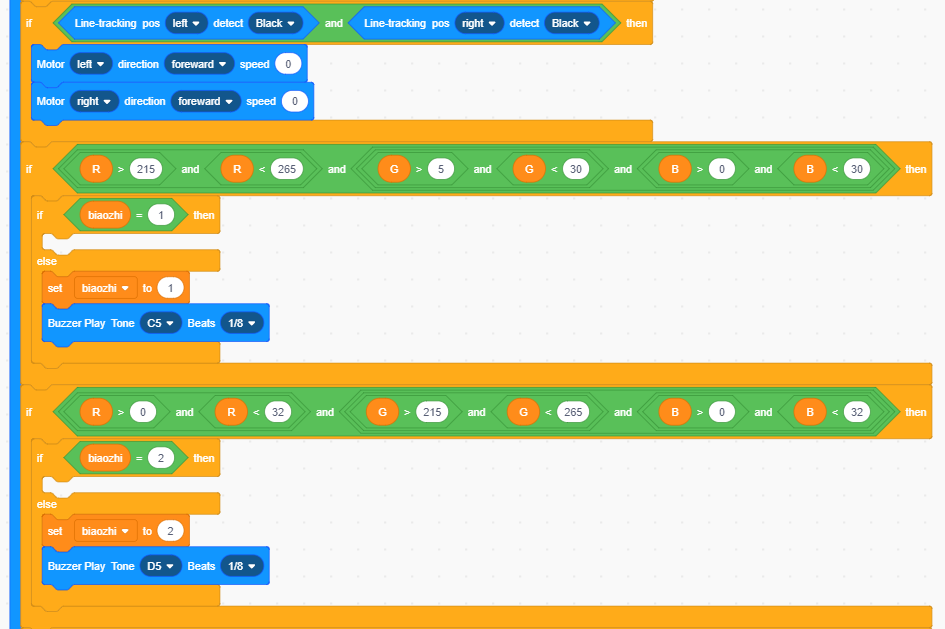 if Line-tracking pos left detect Black and Line-tracking pos right detect Black then
Motor left direction forward speed 0
Motor right direction forward speed 0
if R > 215 and R < 265 and G > 5 and G < 30 and B > 0 and B < 30 then
if biaozhi = 1 then
else
set biaozhi to 1
Buzzer Play Tone C5 Beats 1/8
if R > 0 and R < 32 and G > 215 and G < 265 and B > 0 and B < 32 then
if biaozhi = 2 then
else
set biaozhi to 2
Buzzer Play Tone D5 Beats 1/8